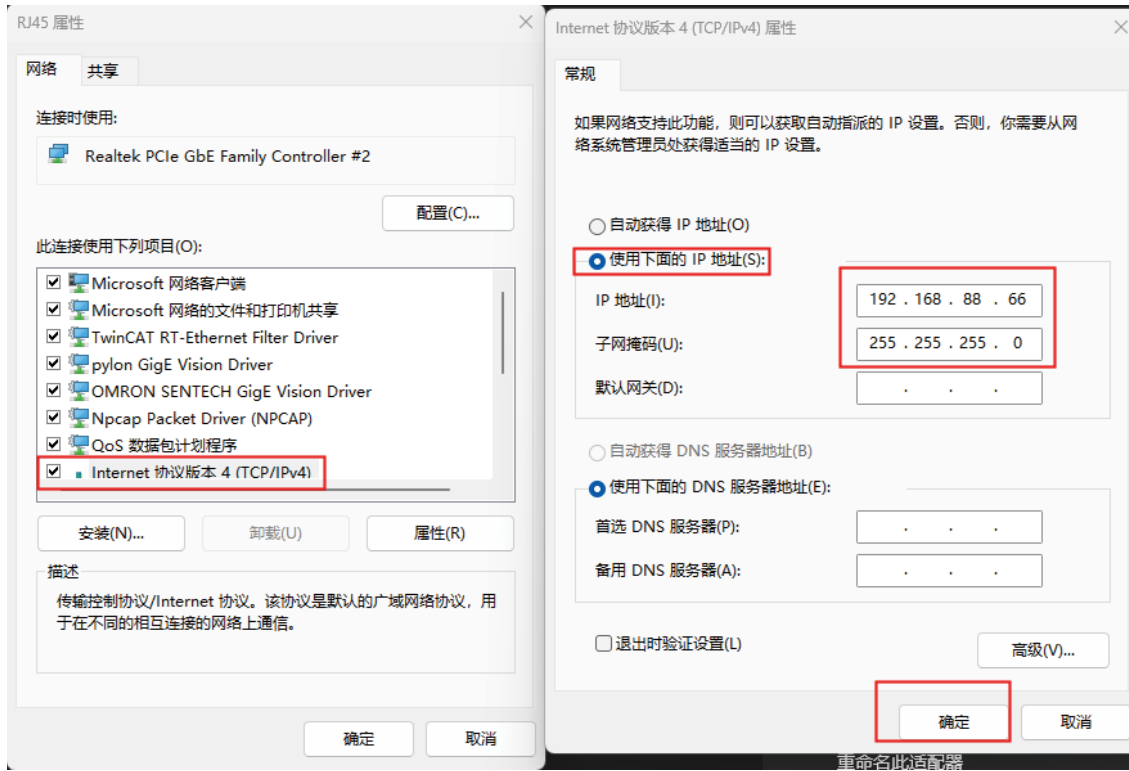 RJ45 属性
网络
共享
连接时使用:
Realtek PCIe GbE Family Controller #2
配置(C)...
此连接使用下列项目(O):
Microsoft 网络客户端
Microsoft 网络的文件和打印机共享
TwinCAT RT-Ethernet Filter Driver
pylon GigE Vision Driver
OMRON SENTECH GigE Vision Driver
Npcap Packet Driver (NPCAP)
QoS 数据包计划程序
Internet 协议版本 4 (TCP/IPv4)
安装(N)...
卸载(U)
属性(R)
描述
传输控制协议/Internet 协议。该协议是默认的广域网络协议，用
于在不同的相互连接的网络上通信。
确定
取消
Internet 协议版本 4 (TCP/IPv4) 属性
常规
如果网络支持此功能，则可以获取自动指派的 IP 设置。否则，你需要从网
络系统管理员处获得适当的 IP 设置。
自动获得 IP 地址(O)
使用下面的 IP 地址(S):
IP 地址(I):
192 . 168 . 88 . 66
子网掩码(U):
255 . 255 . 255 . 0
默认网关(D):
. . .
自动获得 DNS 服务器地址(B)
使用下面的 DNS 服务器地址(E):
首选 DNS 服务器(P):
. . .
备用 DNS 服务器(A):
. . .
退出时验证设置(L)
高级(V)...
确定
取消
重命名此适配器